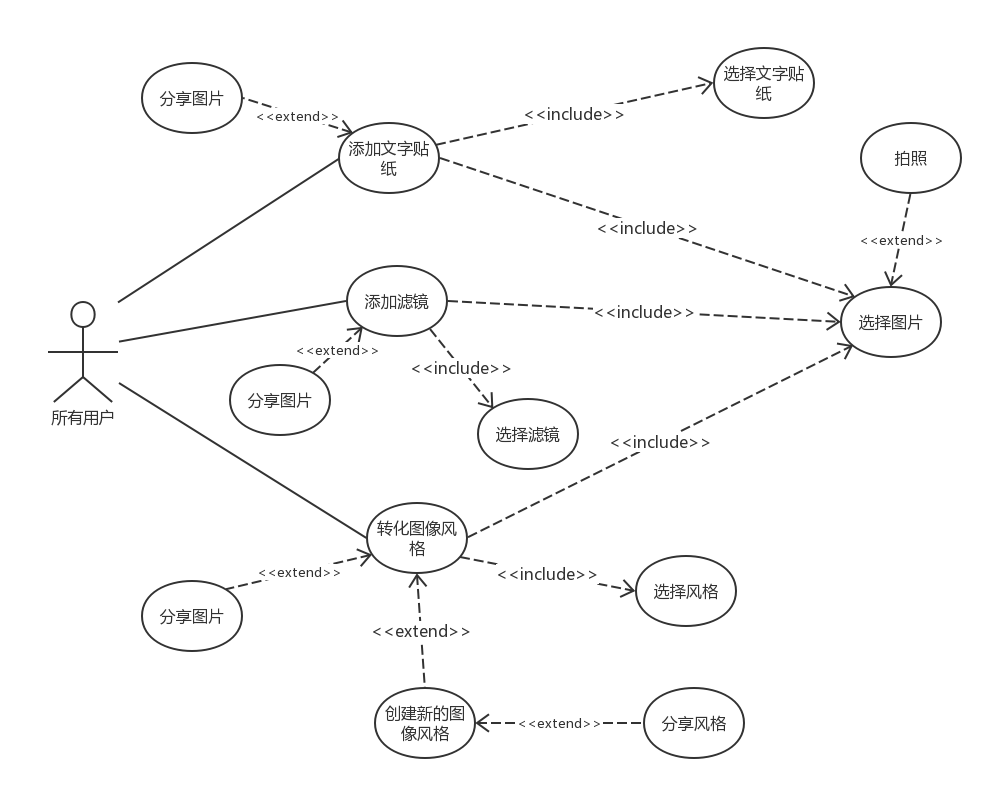 选择文字贴
纸
分享图片
<<extend>>
<<include>>
添加文字贴
纸
拍照
<<include>>
<<extend>>
添加滤镜
<<include>>
选择图片
<<extend>>
<<include>>
分享图片
所有用户
选择滤镜
<<include>>
转化图像风
格
<<extend>>
<<include>>
选择风格
分享图片
<<extend>>
创建新的图
像风格
<<extend>>
分享风格